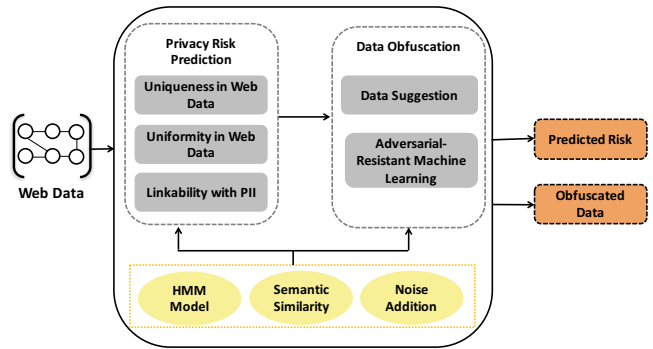 Privacy Risk
Prediction
Uniqueness in Web
Data
Uniformity in Web
Data
Linkability with PII
Data Obfuscation
Data Suggestion
Adversarial-
Resistant Machine
Learning
Web Data
Predicted Risk
Obfuscated
Data
HMM
Model
Semantic
Similarity
Noise
Addition